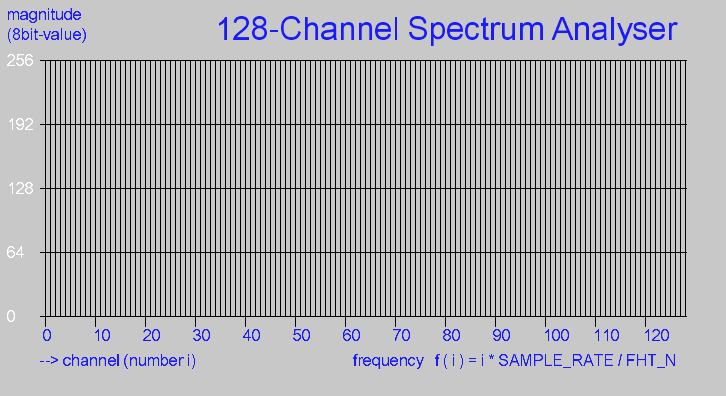 magnitude
(8bit-value)
128-Channel Spectrum Analyser
256
192
128
64
0
0 10 20 30 40 50 60 70 80 90 100 110 120
--> channel (number i) frequency f ( i ) = i * SAMPLE_RATE / FHT_N